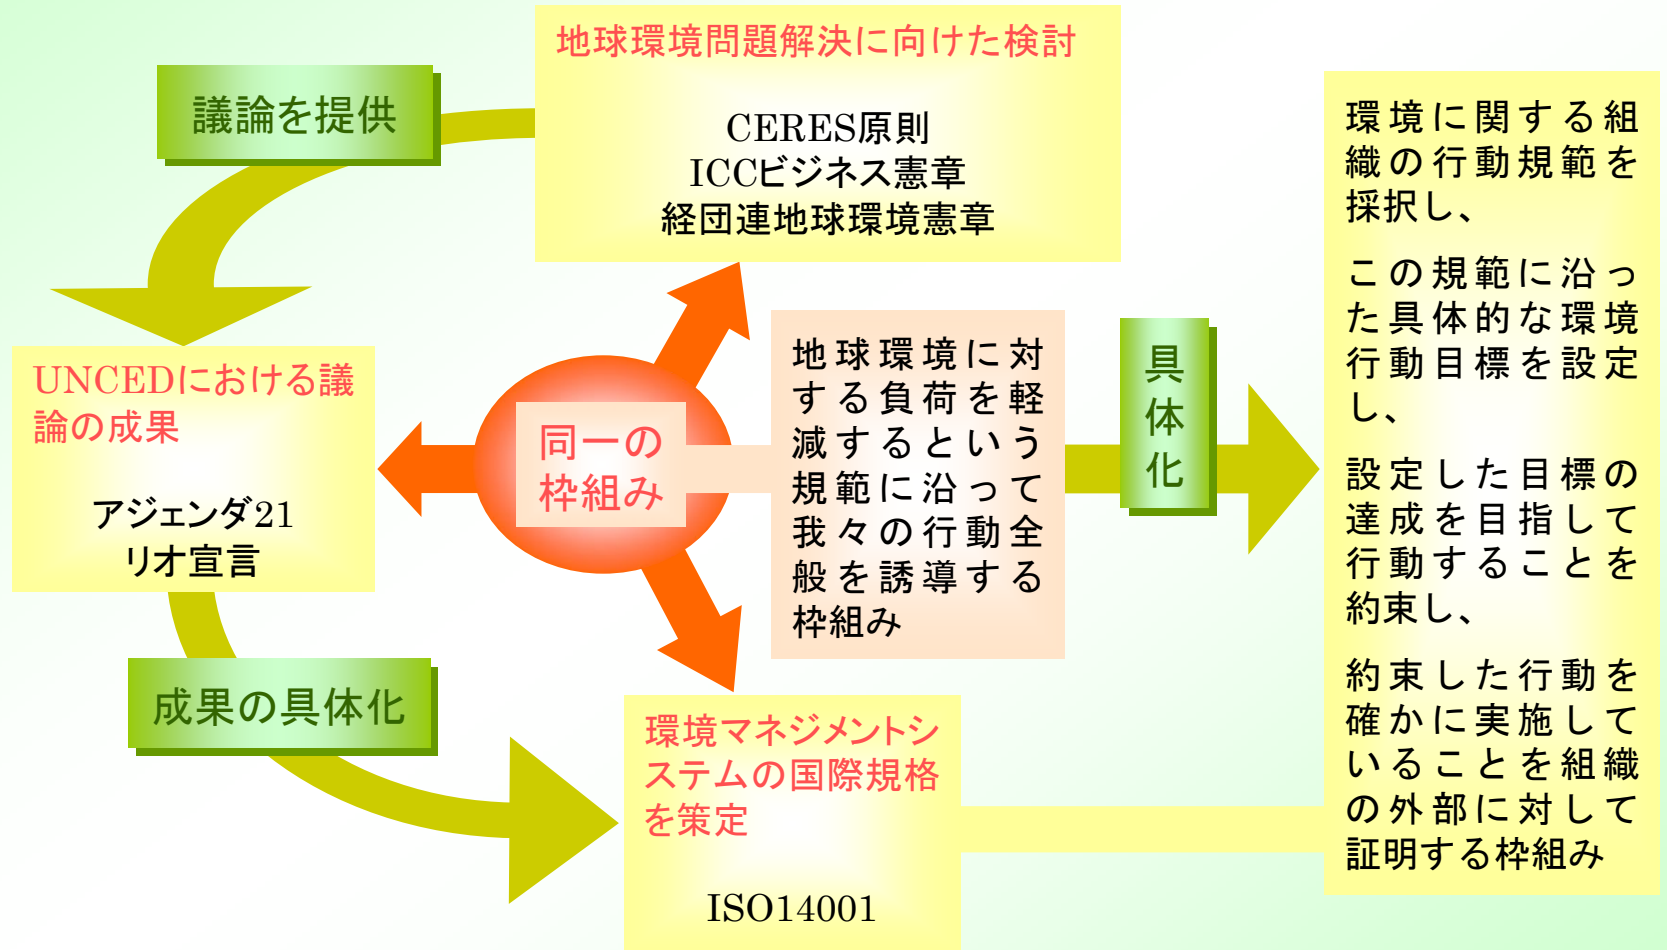 地球環境問題解決に向けた検討
CERES原則
ICCビジネス憲章
経団連地球環境憲章
議論を提供
UNCEDにおける議
論の成果
アジェンダ21
リオ宣言
成果の具体化
同一の
枠組み
地球環境に対
する負荷を軽
減するという
規範に沿って
我々の行動全
般を誘導する
枠組み
具
体
化
環境マネジメントシ
ステムの国際規格
を策定
ISO14001
環境に関する組
織の行動規範を
採択し、
この規範に沿っ
た具体的な環境
行動目標を設定
し、
設定した目標の
達成を目指して
行動することを
約束し、
約束した行動を
確かに実施して
いることを組織
の外部に対して
証明する枠組み